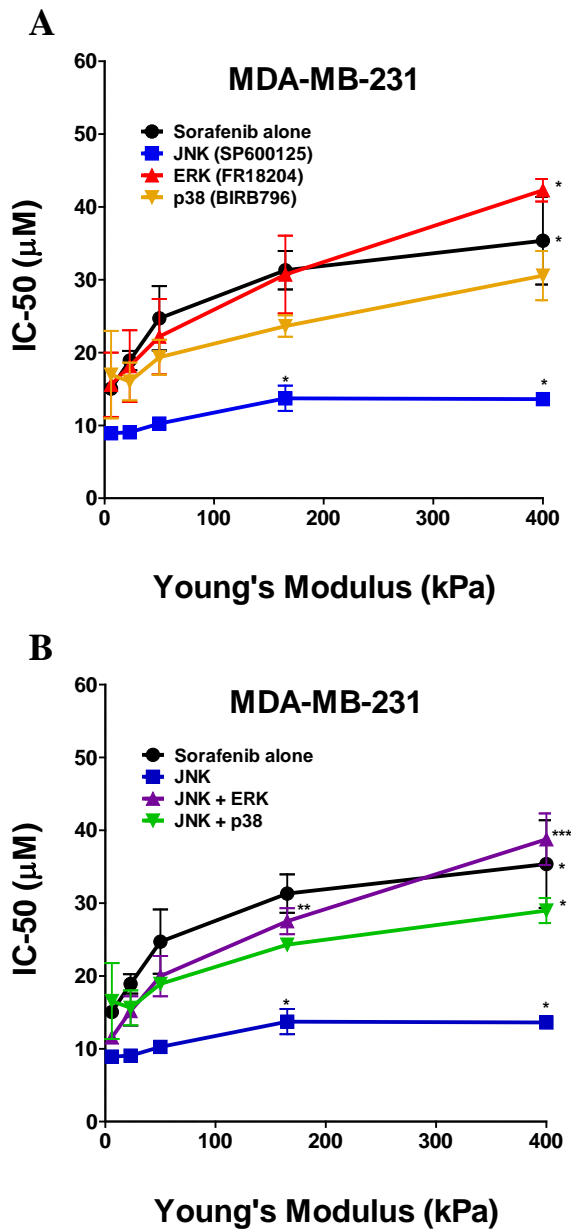 A
MDA-MB-231
Sorafenib alone
JNK (SP600125)
ERK (FR18204)
p38 (BIRB796)
IC-50 (μM)
60
50
40
30
20
10
0
*
*
*
*
0 100 200 300 400
Young's Modulus (kPa)
B
MDA-MB-231
Sorafenib alone
JNK
JNK + ERK
JNK + p38
IC-50 (μM)
60
50
40
30
20
10
0
***
*
*
**
*
*
0 100 200 300 400
Young's Modulus (kPa)